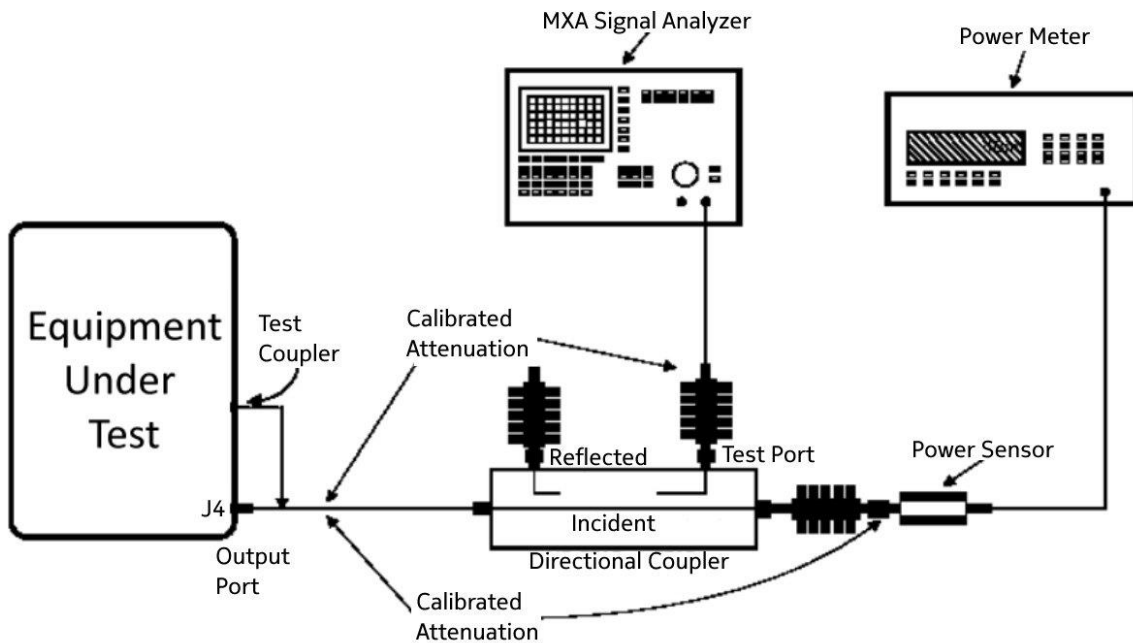 MXA Signal Analyzer
Power Meter
Equipment
Under
Test
Test
Coupler
Calibrated
Attenuation
Reflected
Test Port
Power Sensor
J4
Incident
Output
Port
Directional Coupler
Calibrated
Attenuation